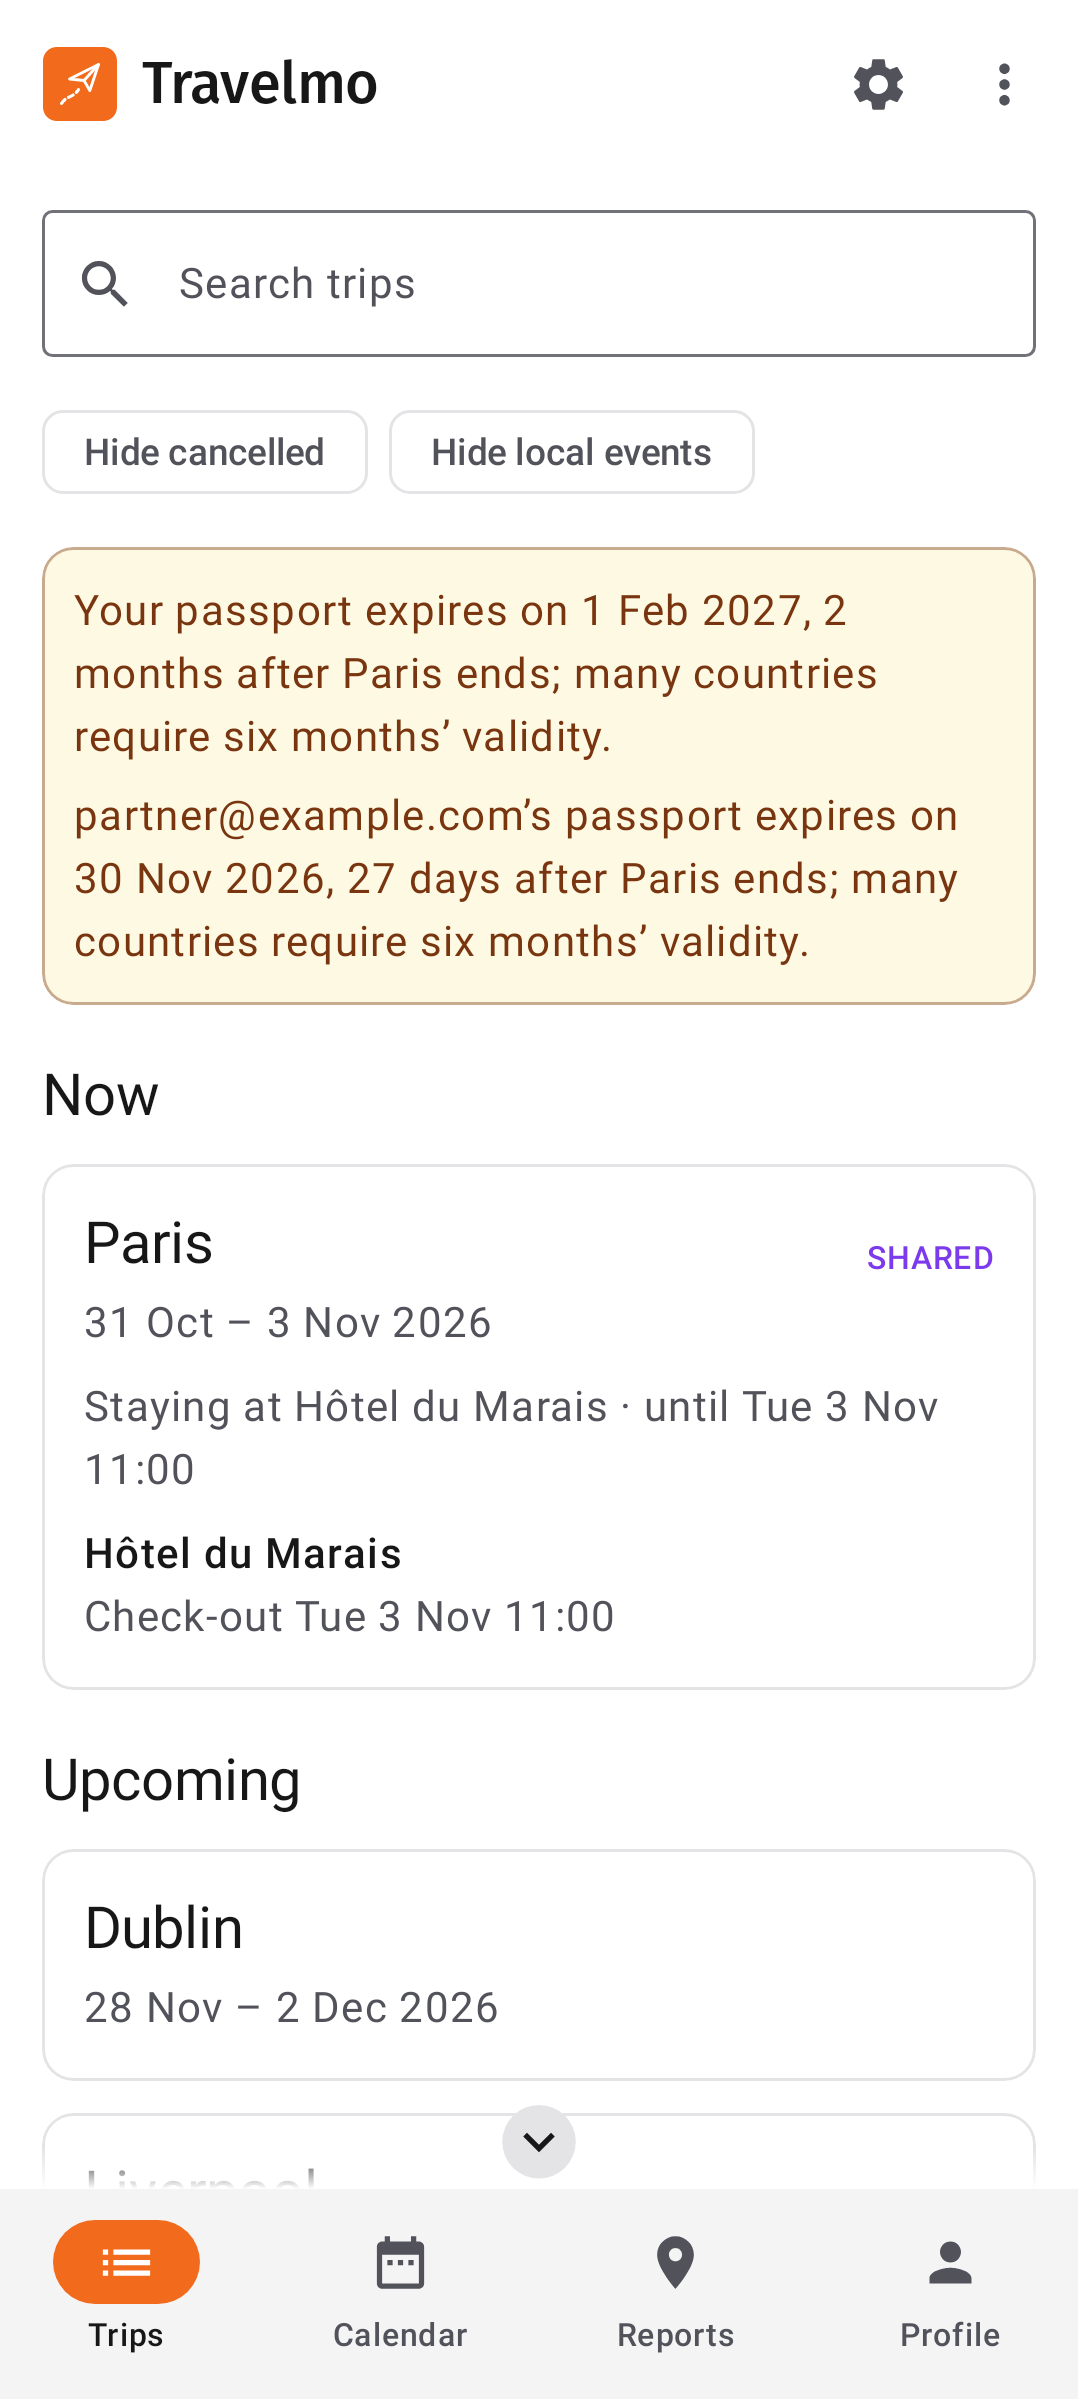 Travelmo
Search trips
Hide cancelled
Hide local events
Your passport expires on 1 Feb 2027, 2
months after Paris ends; many countries
require six months’ validity.
partner@example.com’s passport expires on
30 Nov 2026, 27 days after Paris ends; many
countries require six months’ validity.
Now
Paris
SHARED
31 Oct – 3 Nov 2026
Staying at Hôtel du Marais · until Tue 3 Nov
11:00
Hôtel du Marais
Check-out Tue 3 Nov 11:00
Upcoming
Dublin
28 Nov – 2 Dec 2026
Liverpool
Trips
Calendar
Reports
Profile